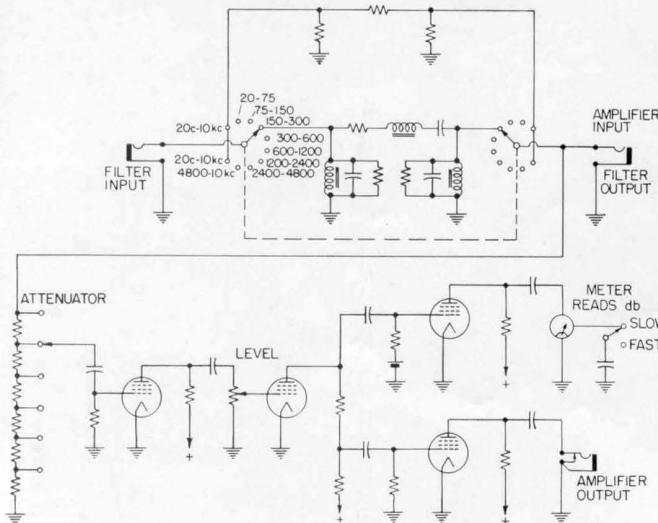 20-75
75-150
150-300
300-600
600-1200
1200-2400
2400-4800
4800-10kc
20c-10kc
20c-10kc
FILTER
INPUT
AMPLIFIER
INPUT
FILTER
OUTPUT
ATTENUATOR
LEVEL
METER
READS db
SLOW
FAST
+
+
+
+
AMPLIFIER
OUTPUT